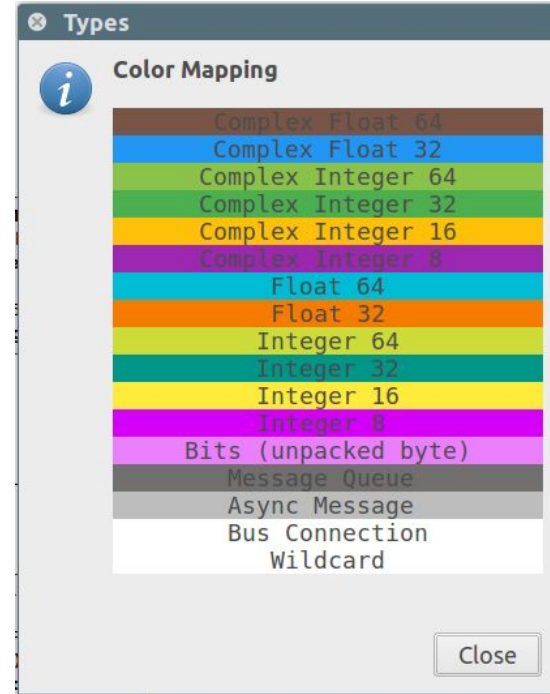 Types
Color Mapping
Complex Float 64
Complex Float 32
Complex Integer 64
Complex Integer 32
Complex Integer 16
Complex Integer 8
Float 64
Float 32
Integer 64
Integer 32
Integer 16
Integer 8
Bits (unpacked byte)
Message Queue
Async Message
Bus Connection
Wildcard
Close